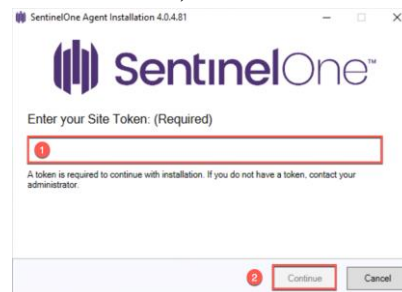 SentinelOne Agent Installation 4.0.4.81
SentinelOne™
Enter your Site Token: (Required)
1
A token is required to continue with installation. If you do not have a token, contact your
administrator.
2 Continue Cancel